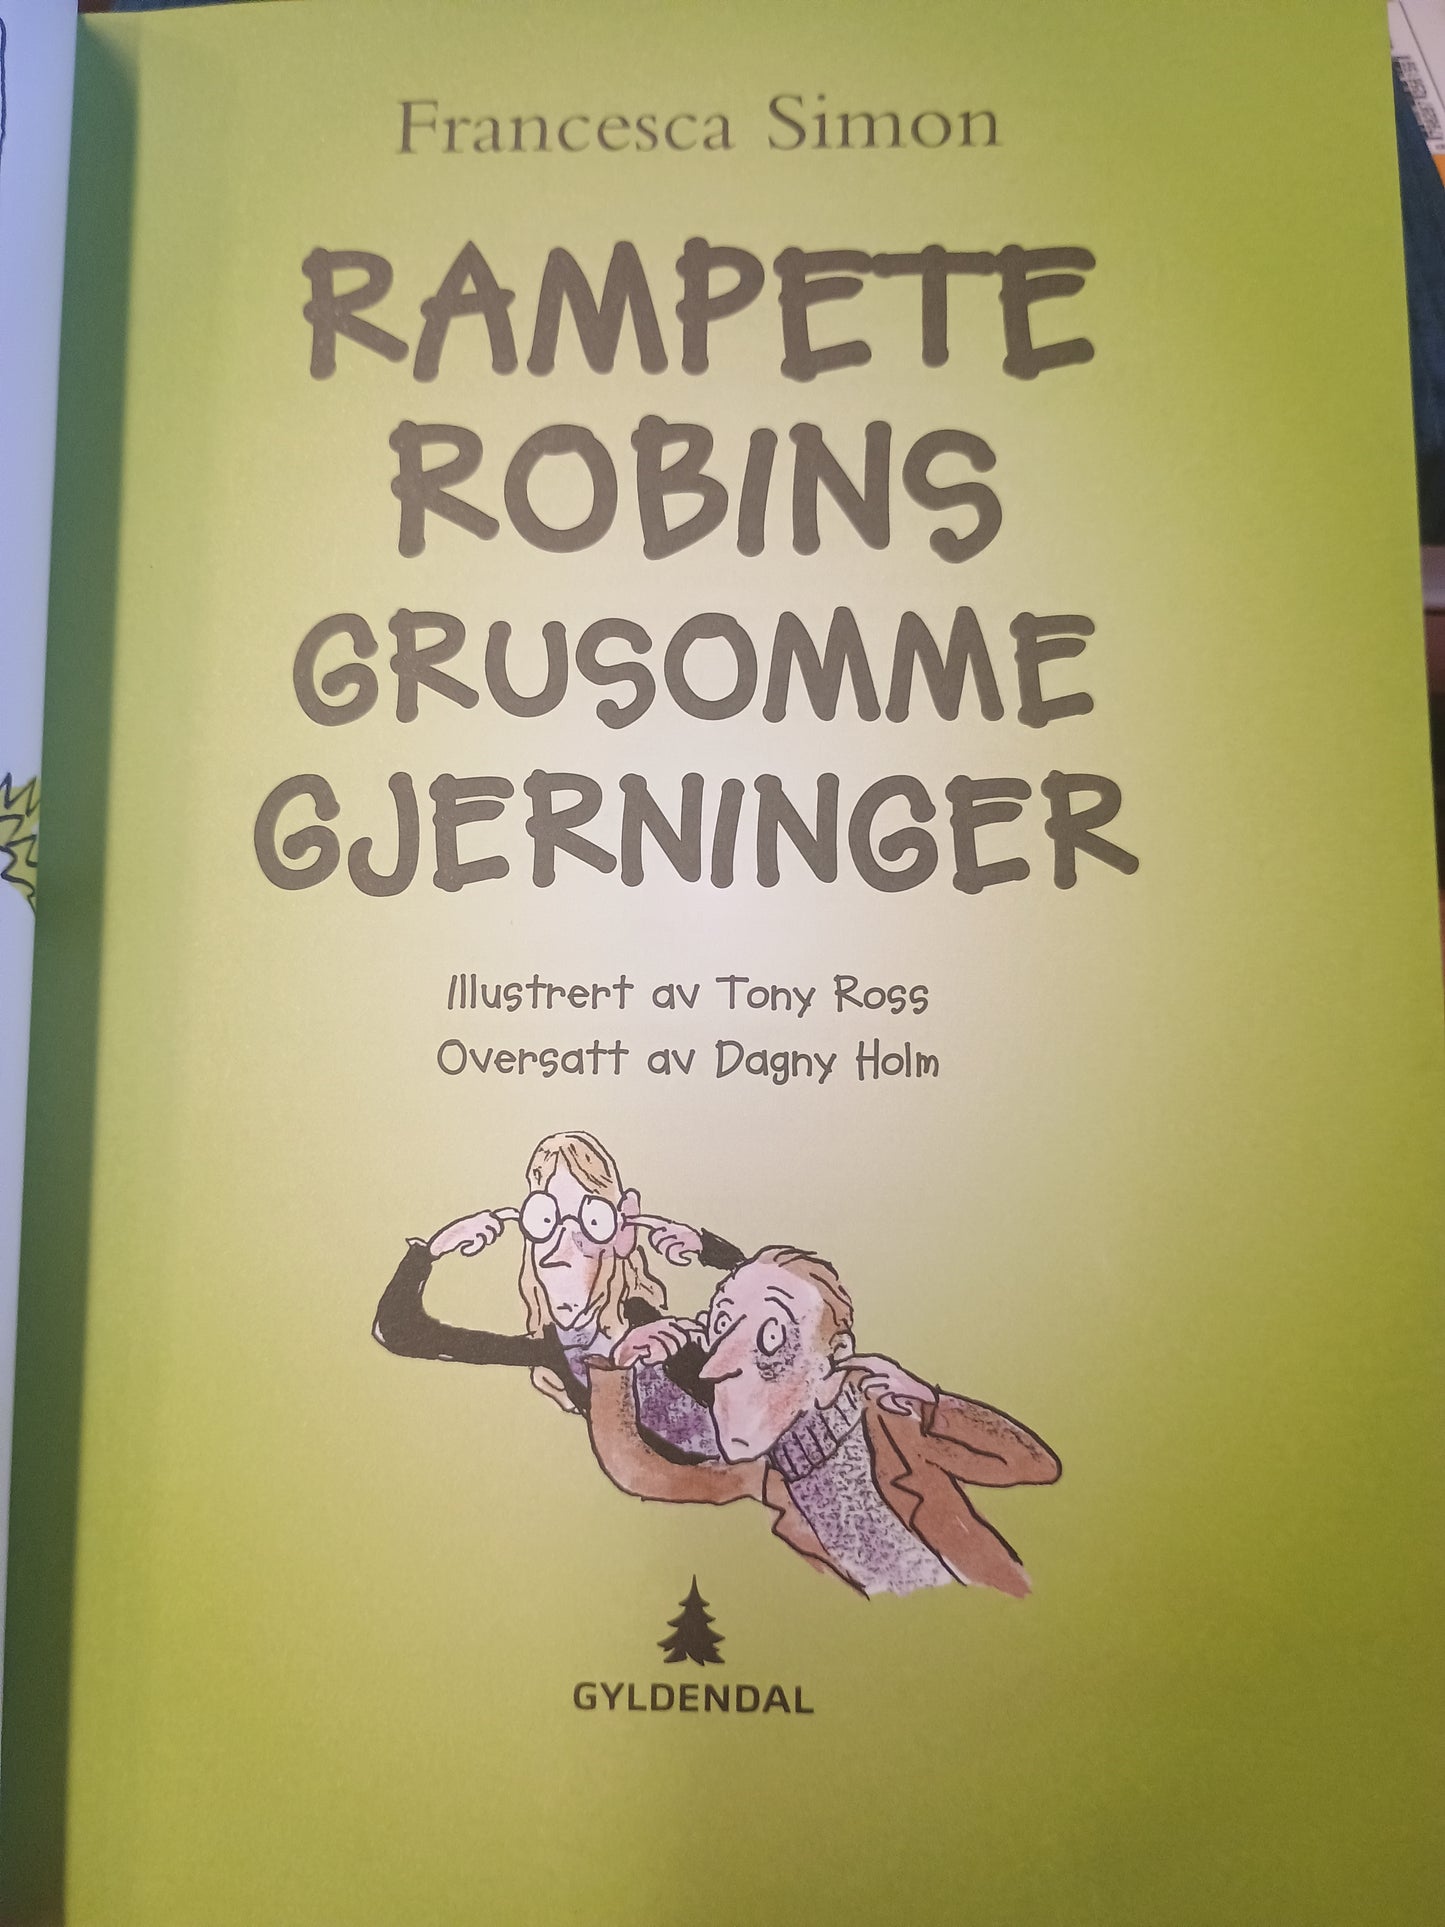 Francesca Simon
RAMPETE
ROBINS
GRUSOMME
GJERNINGER
Illustrert av Tony Ross
Oversatt av Dagny Holm
GYLDENDAL